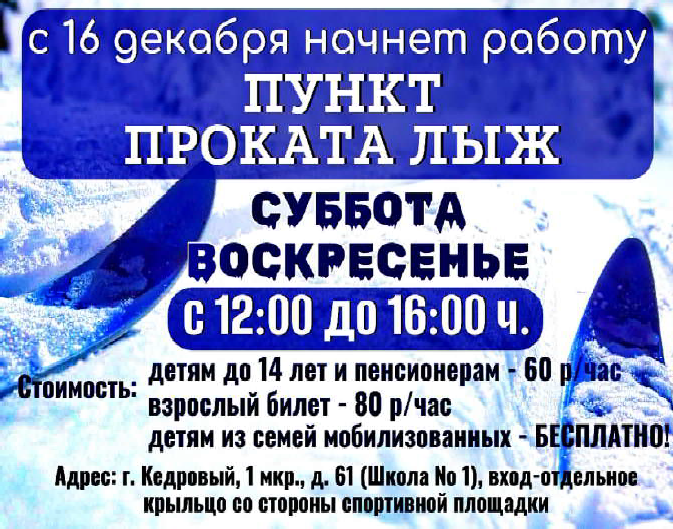 с 16 декабря начнет работу
ПУНКТ
ПРОКАТА ЛЫЖ
СУББОТА
ВОСКРЕСЕНЬЕ
с 12:00 до 16:00 ч.
Стоимость: детям до 14 лет и пенсионерам - 60 р/час
взрослый билет - 80 р/час
детям из семей мобилизованных - БЕСПЛАТНО!
Адрес: г. Кедровый, 1 мкр., д. 61 (Школа No 1), вход-отдельное
крыльцо со стороны спортивной площадки